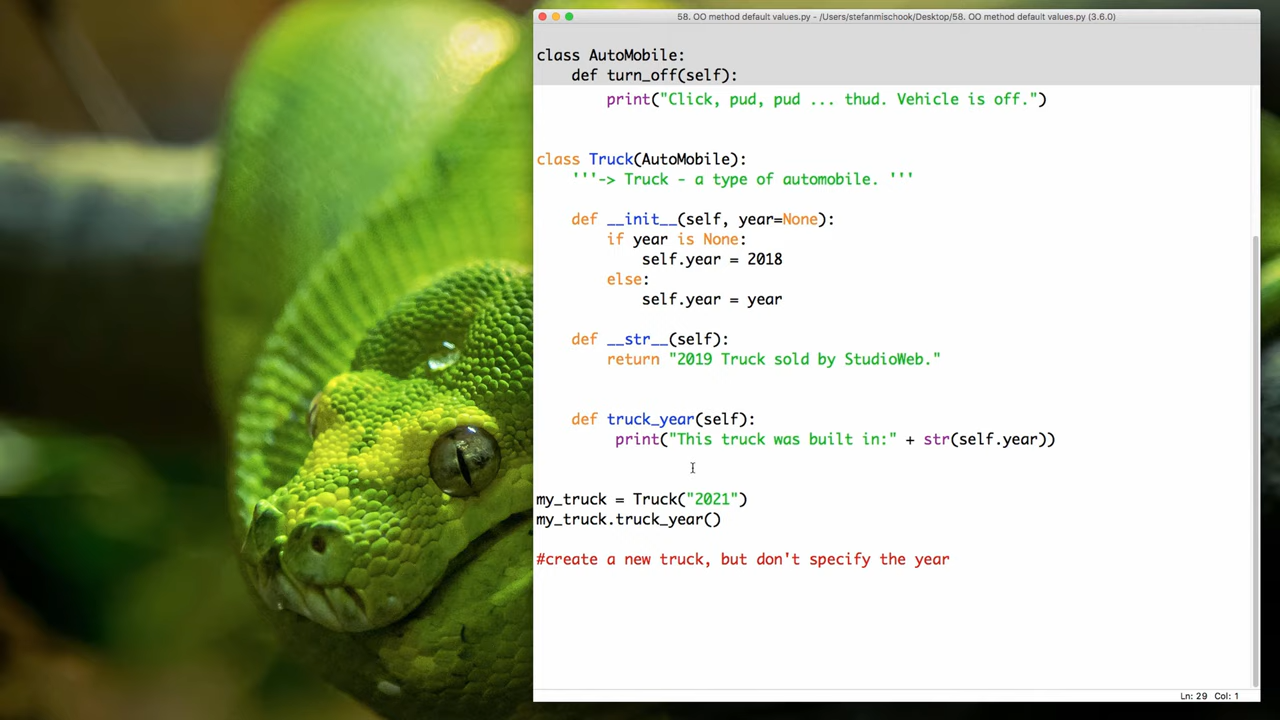 58. OO method default values.py - /Users/stefanmischook/Desktop/58. OO method default values.py (3.6.0)
class AutoMobile:
    def turn_off(self):
        print("Click, pud, pud ... thud. Vehicle is off.")
class Truck(AutoMobile):
    '''-> Truck - a type of automobile. '''
    def __init__(self, year=None):
        if year is None:
            self.year = 2018
        else:
            self.year = year
    def __str__(self):
        return "2019 Truck sold by StudioWeb."
    def truck_year(self):
         print("This truck was built in:" + str(self.year))
my_truck = Truck("2021")
my_truck.truck_year()
#create a new truck, but don't specify the year
Ln: 29 Col: 1